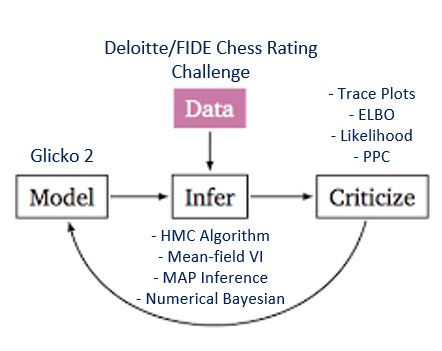 Deloitte/FIDE Chess Rating
Challenge
Data
- Trace Plots
- ELBO
- Likelihood
- PPC
Glicko 2
Model
Infer
Criticize
- HMC Algorithm
- Mean-field VI
- MAP Inference
- Numerical Bayesian